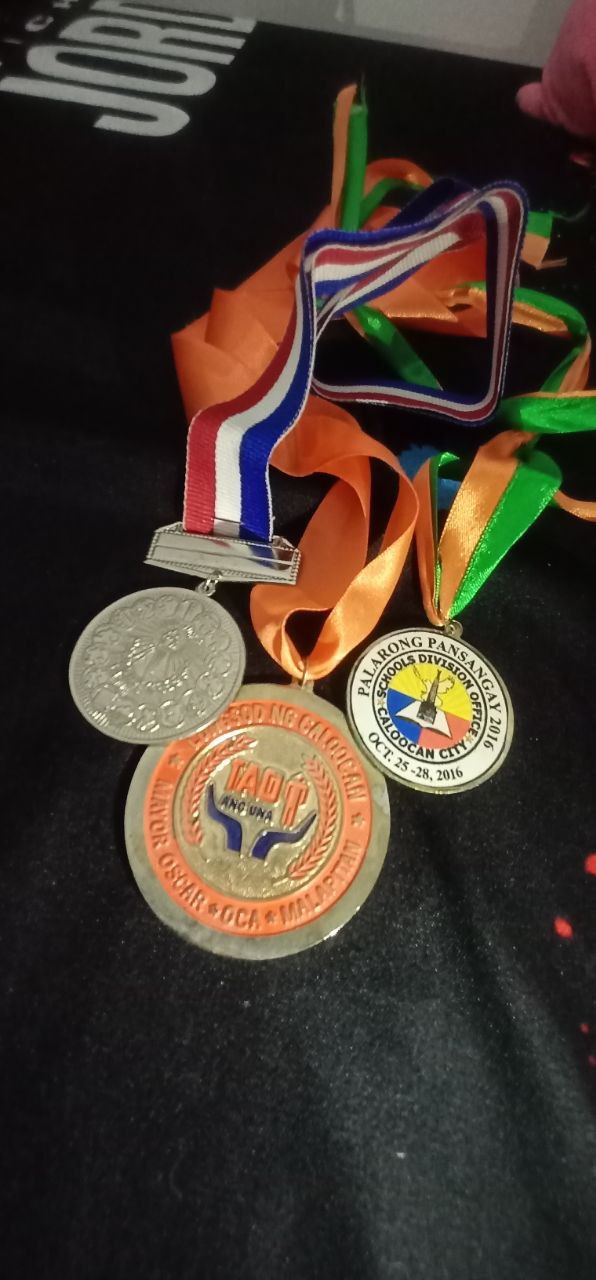 JORD
LUNGSOD NG CALOOCAN
TAO
ANG UNA
MAYOR OSCAR ★ OCA ★ MALAPITAN
PALARONG PANSANGAY 2016
SCHOOLS DIVISION OFFICE
CALOOCAN CITY
OCT. 25 -28, 2016